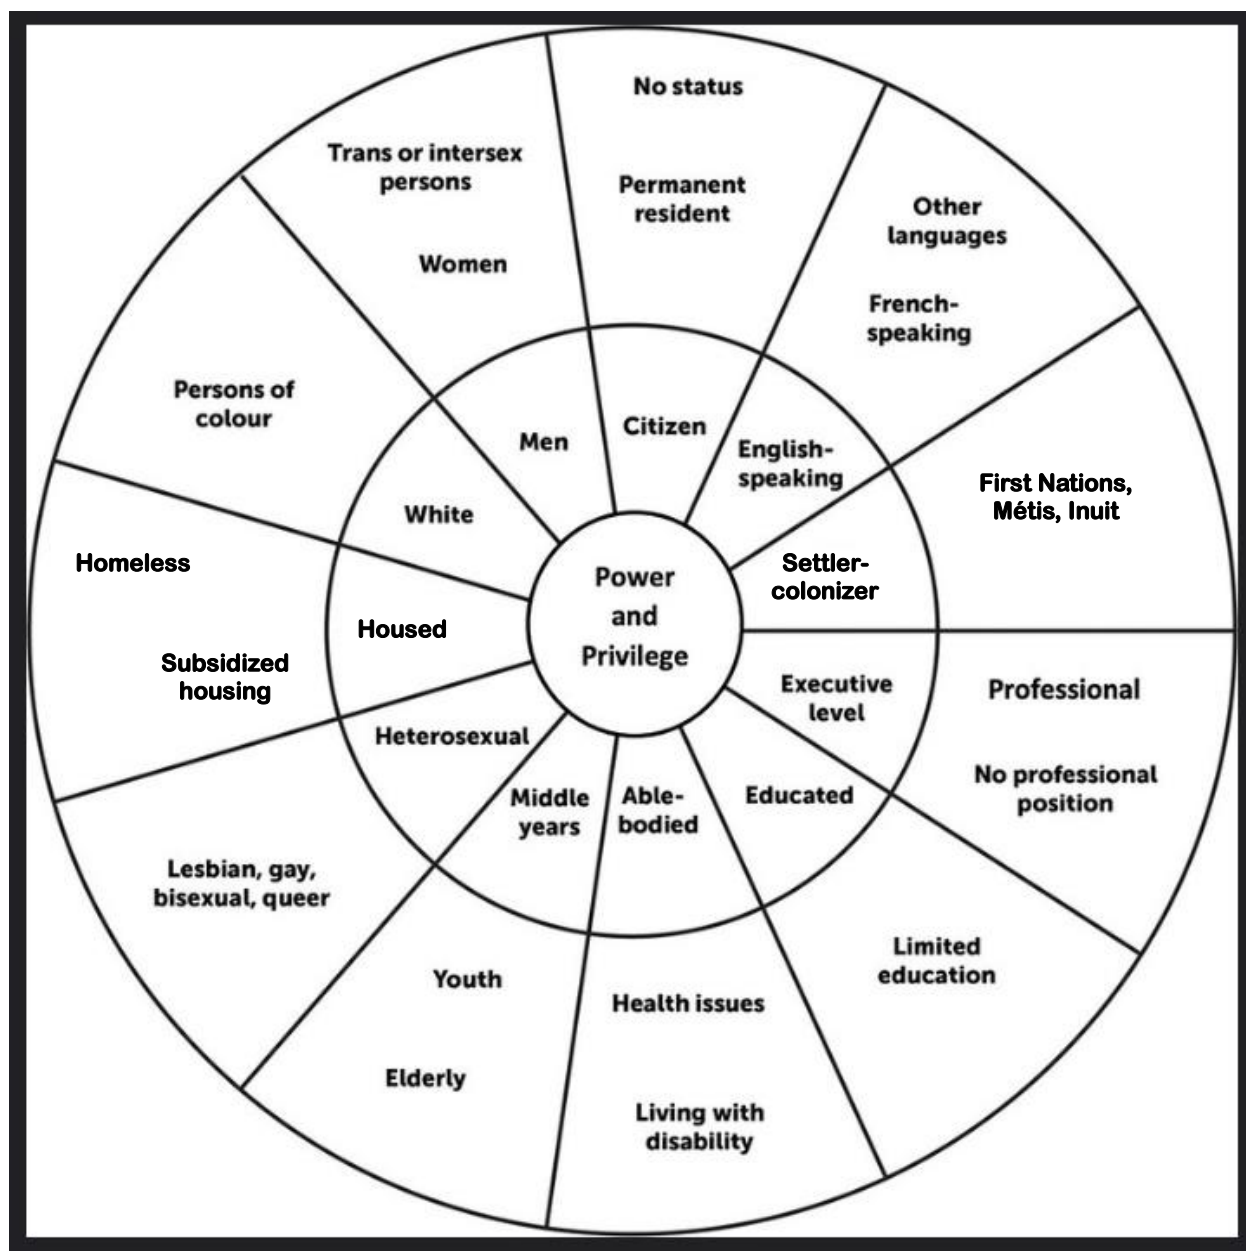 No status
Permanent
resident
Other
languages
French-
speaking
First Nations,
Métis, Inuit
Professional
No professional
position
Limited
education
Health issues
Living with
disability
Youth
Elderly
Lesbian, gay,
bisexual, queer
Homeless
Subsidized
housing
Persons of
colour
Trans or intersex
persons
Women
Citizen
English-
speaking
Settler-
colonizer
Executive
level
Educated
Able-
bodied
Middle
years
Heterosexual
Housed
White
Men
Power
and
Privilege